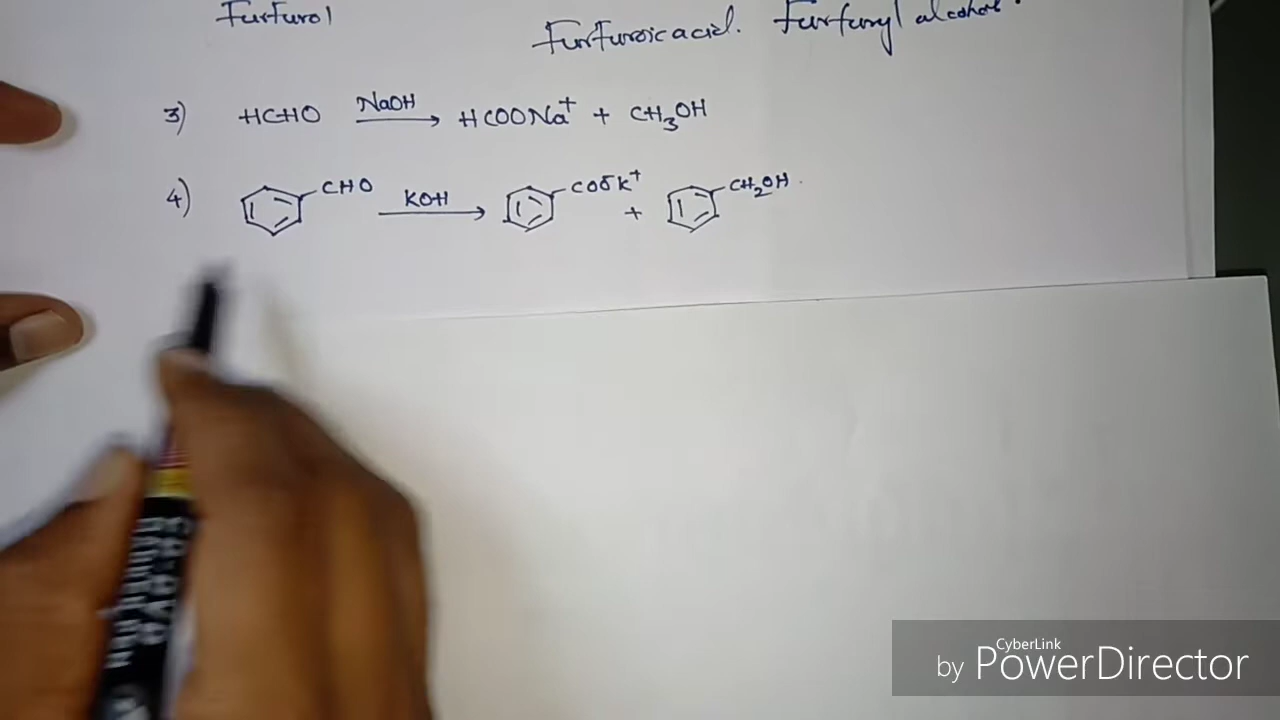 Furfurol
Furfuroic acid. Furfuryl alcohol.
3) HCHO NaOH → HCOONa⁺ + CH₃OH
4) CHO KOH → COO⁻K⁺ + CH₂OH
CyberLink
by PowerDirector